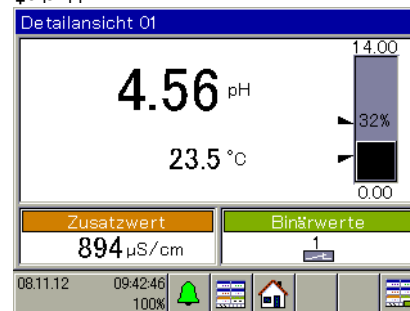 Detailansicht 01
14.00
4.56 pH
32%
23.5 °C
0.00
Zusatzwert
894 µS/cm
Binärwerte
1
08.11.12 09:42:46
100%